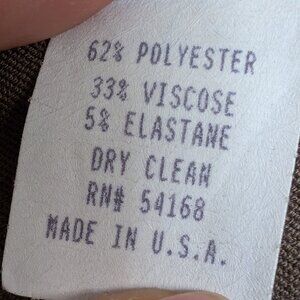 62% POLYESTER
33% VISCOSE
5% ELASTANE
DRY CLEAN
RN# 54168
MADE IN U.S.A.